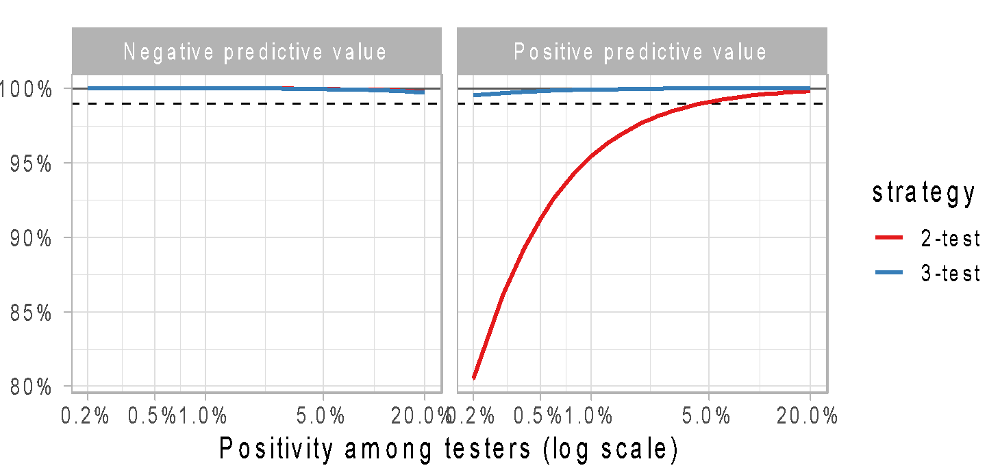 Negative predictive value
Positive predictive value
100%
95%
90%
85%
80%
0.2% 0.5% 1.0% 5.0% 20.0%
0.2% 0.5% 1.0% 5.0% 20.0%
Positivity among testers (log scale)
strategy
2-test
3-test